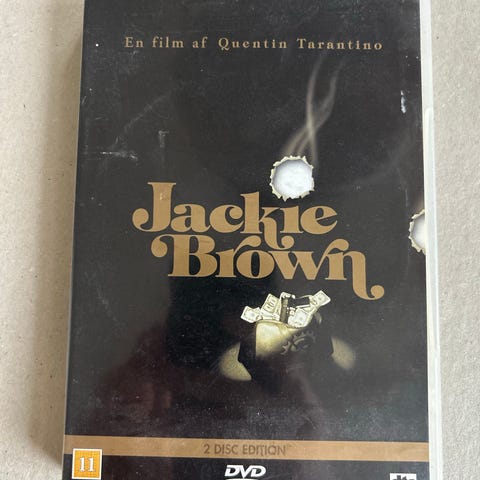 En film af Quentin Tarantino
Jackie
Brown
2 DISC EDITION
11
DVD